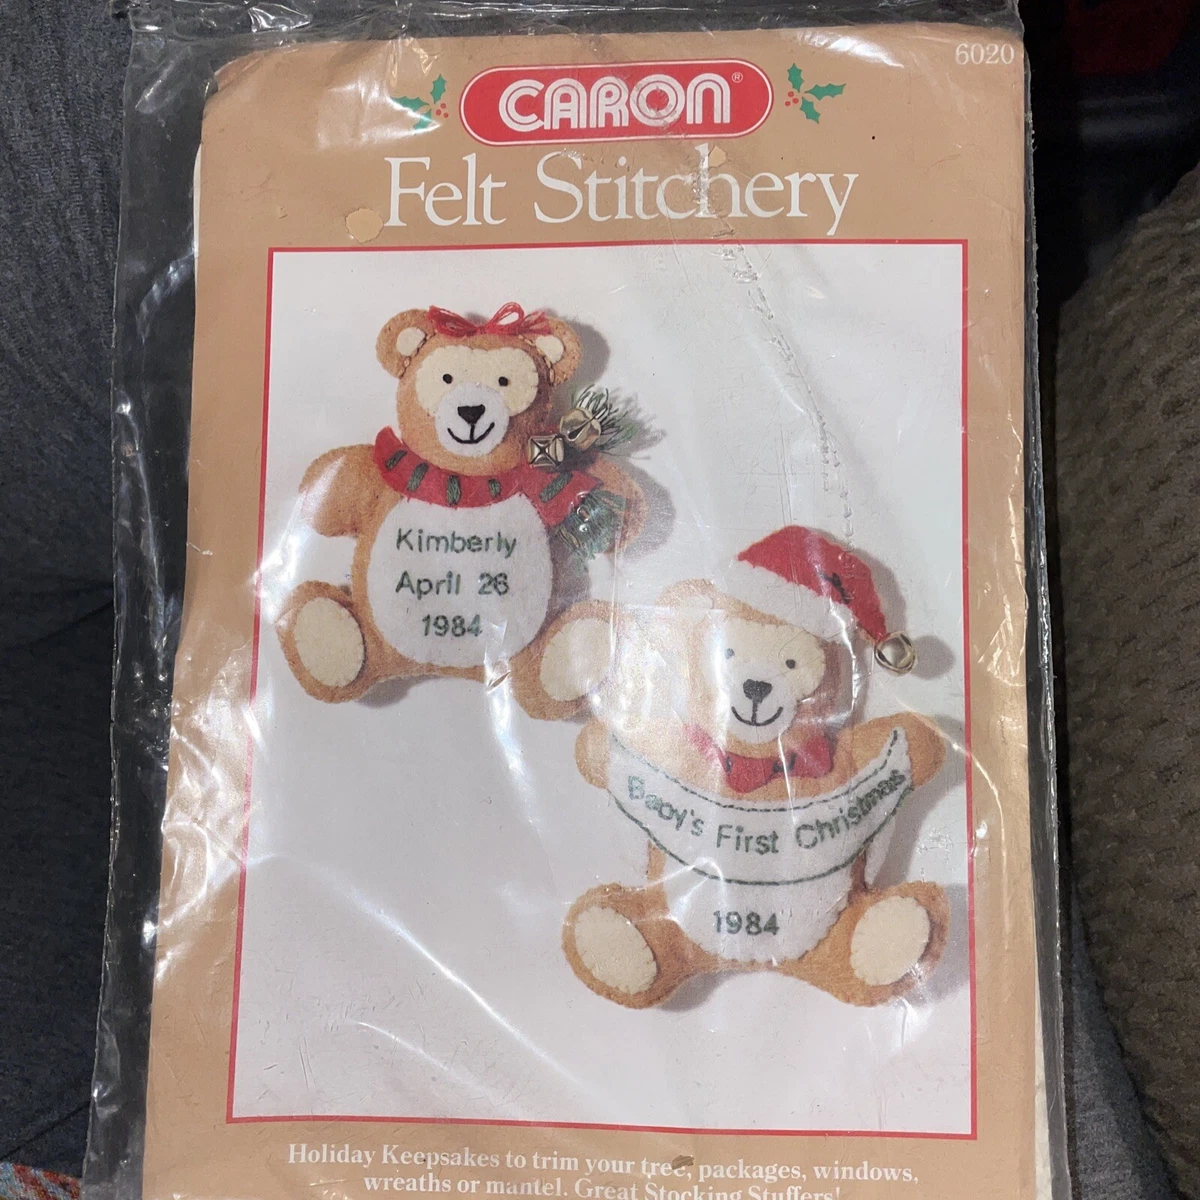 6020
CARON®
Felt Stitchery
Kimberly
April 26
1984
Baby's First Christmas
1984
Holiday Keepsakes to trim your tree, packages, windows,
wreaths or mantel. Great Stocking Stuffers!